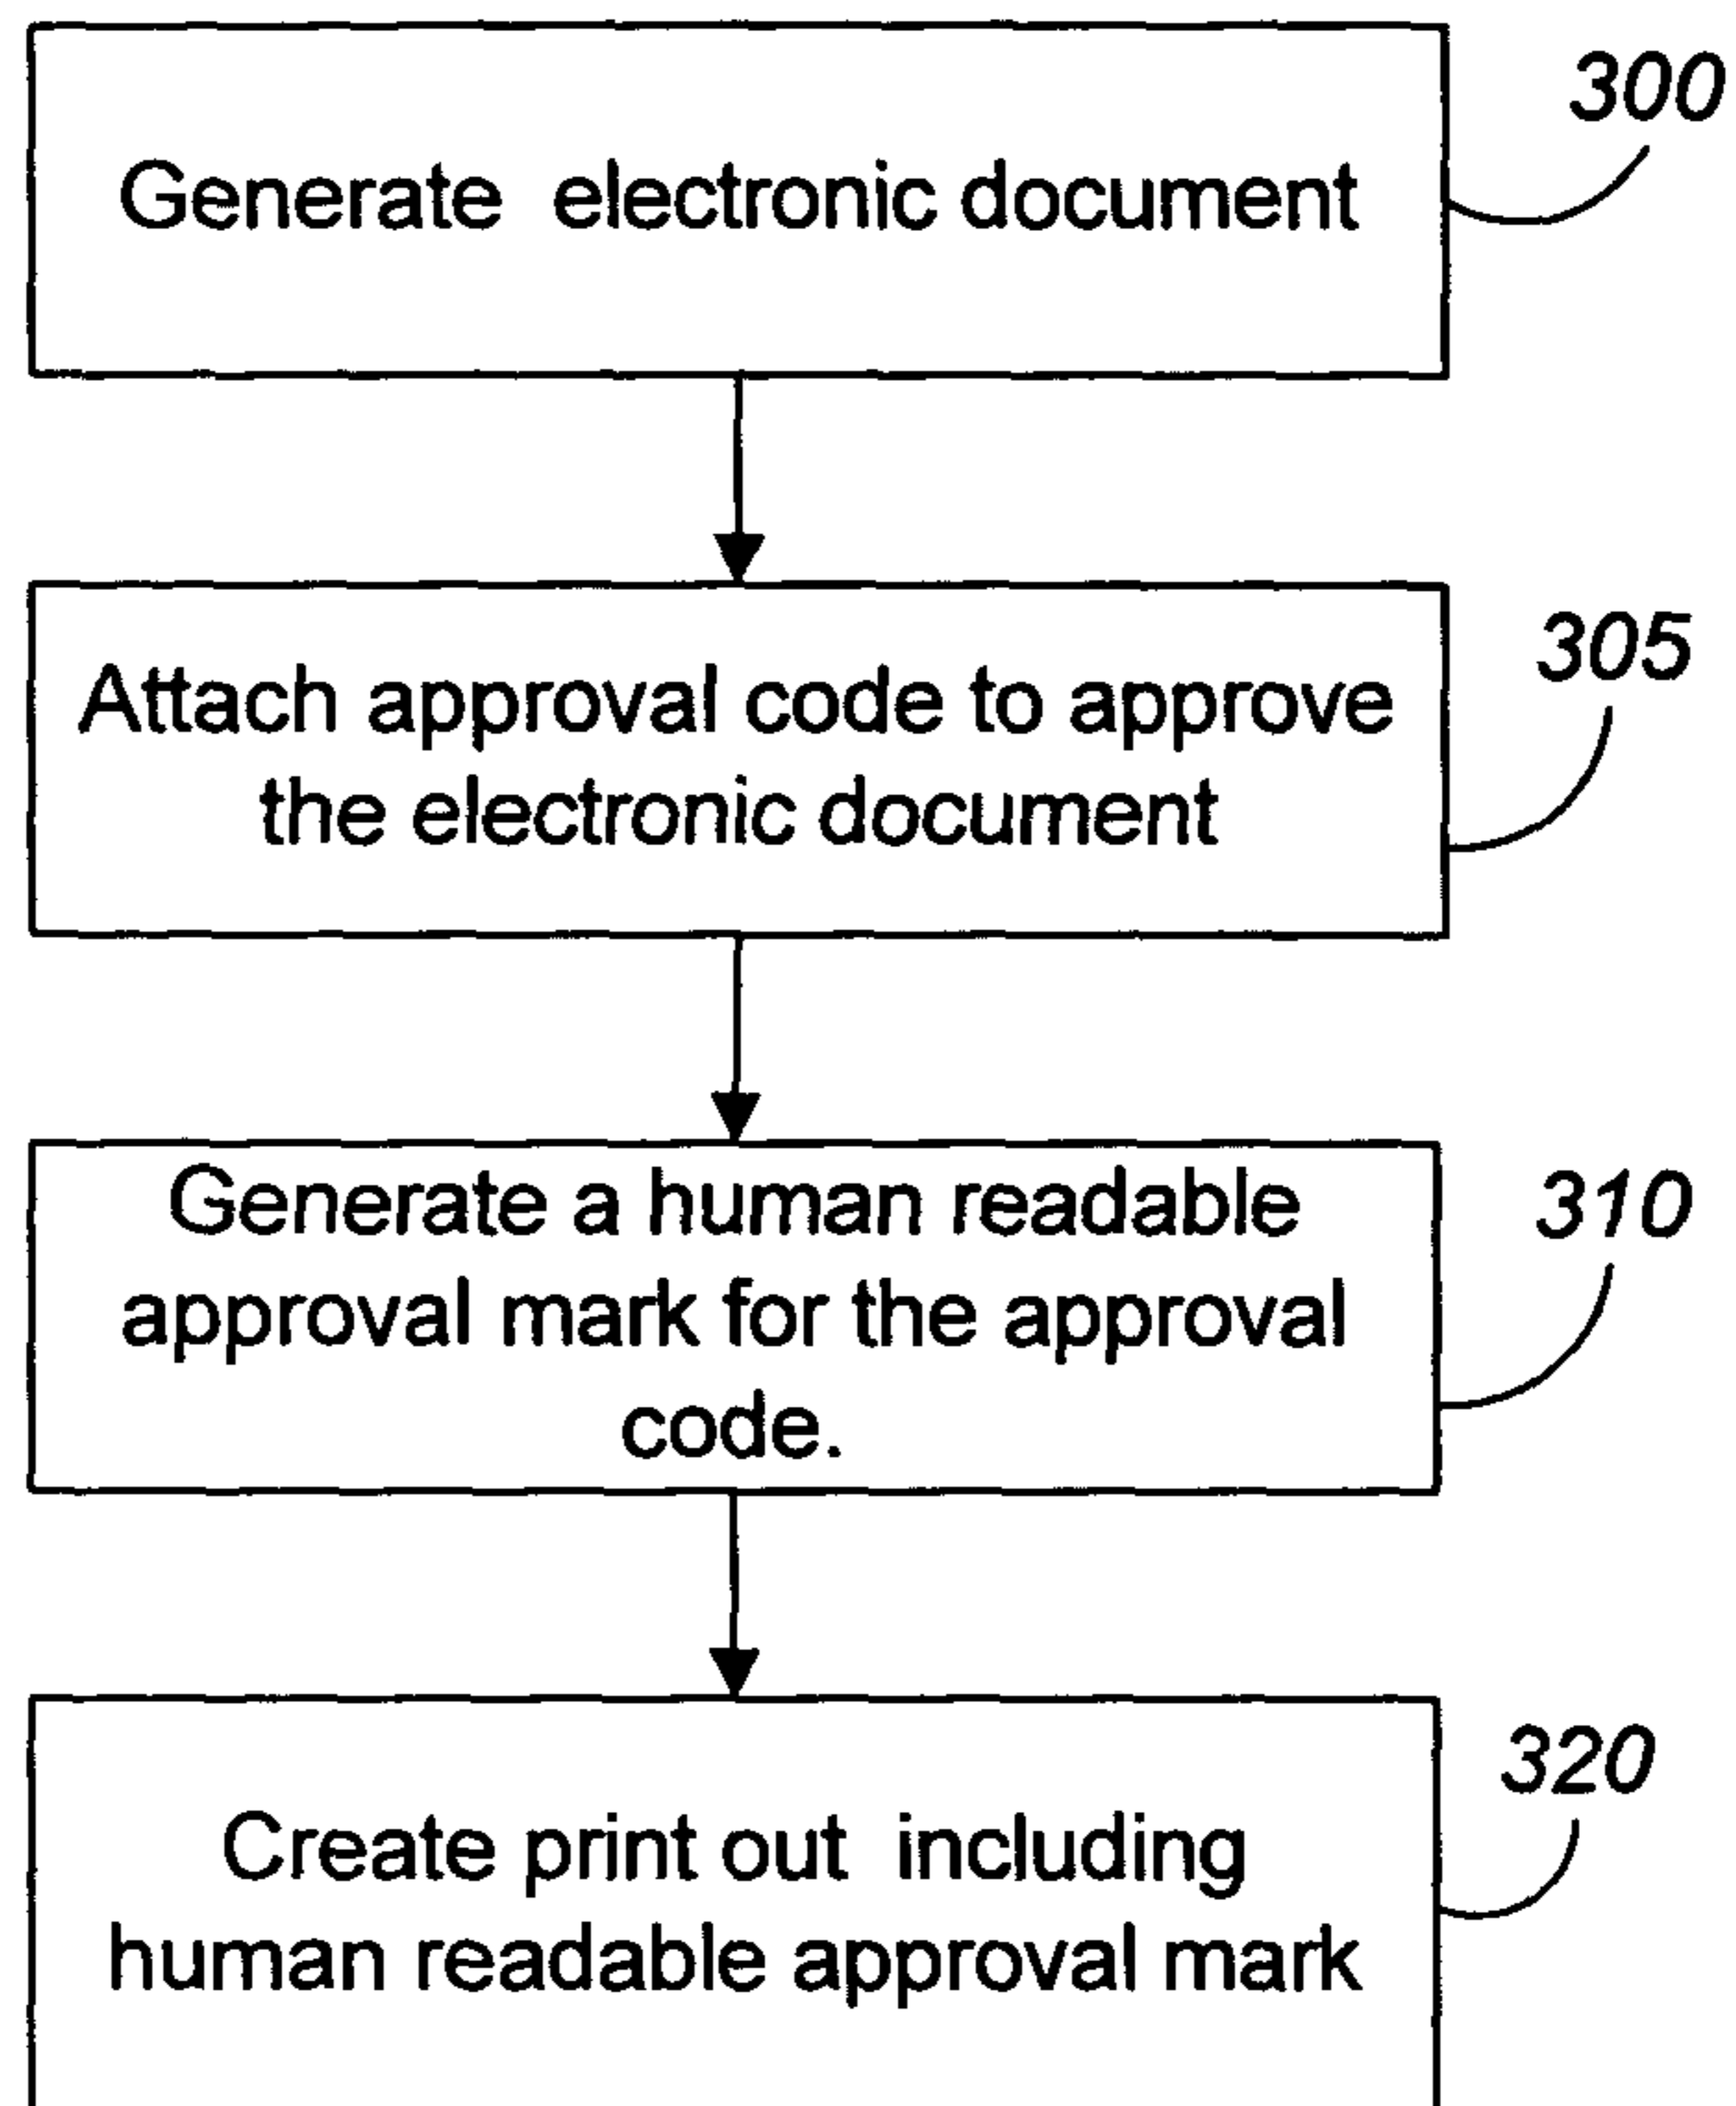 Generate electronic document
300
Attach approval code to approve
the electronic document
305
Generate a human readable
approval mark for the approval
code.
310
Create print out including
human readable approval mark
320